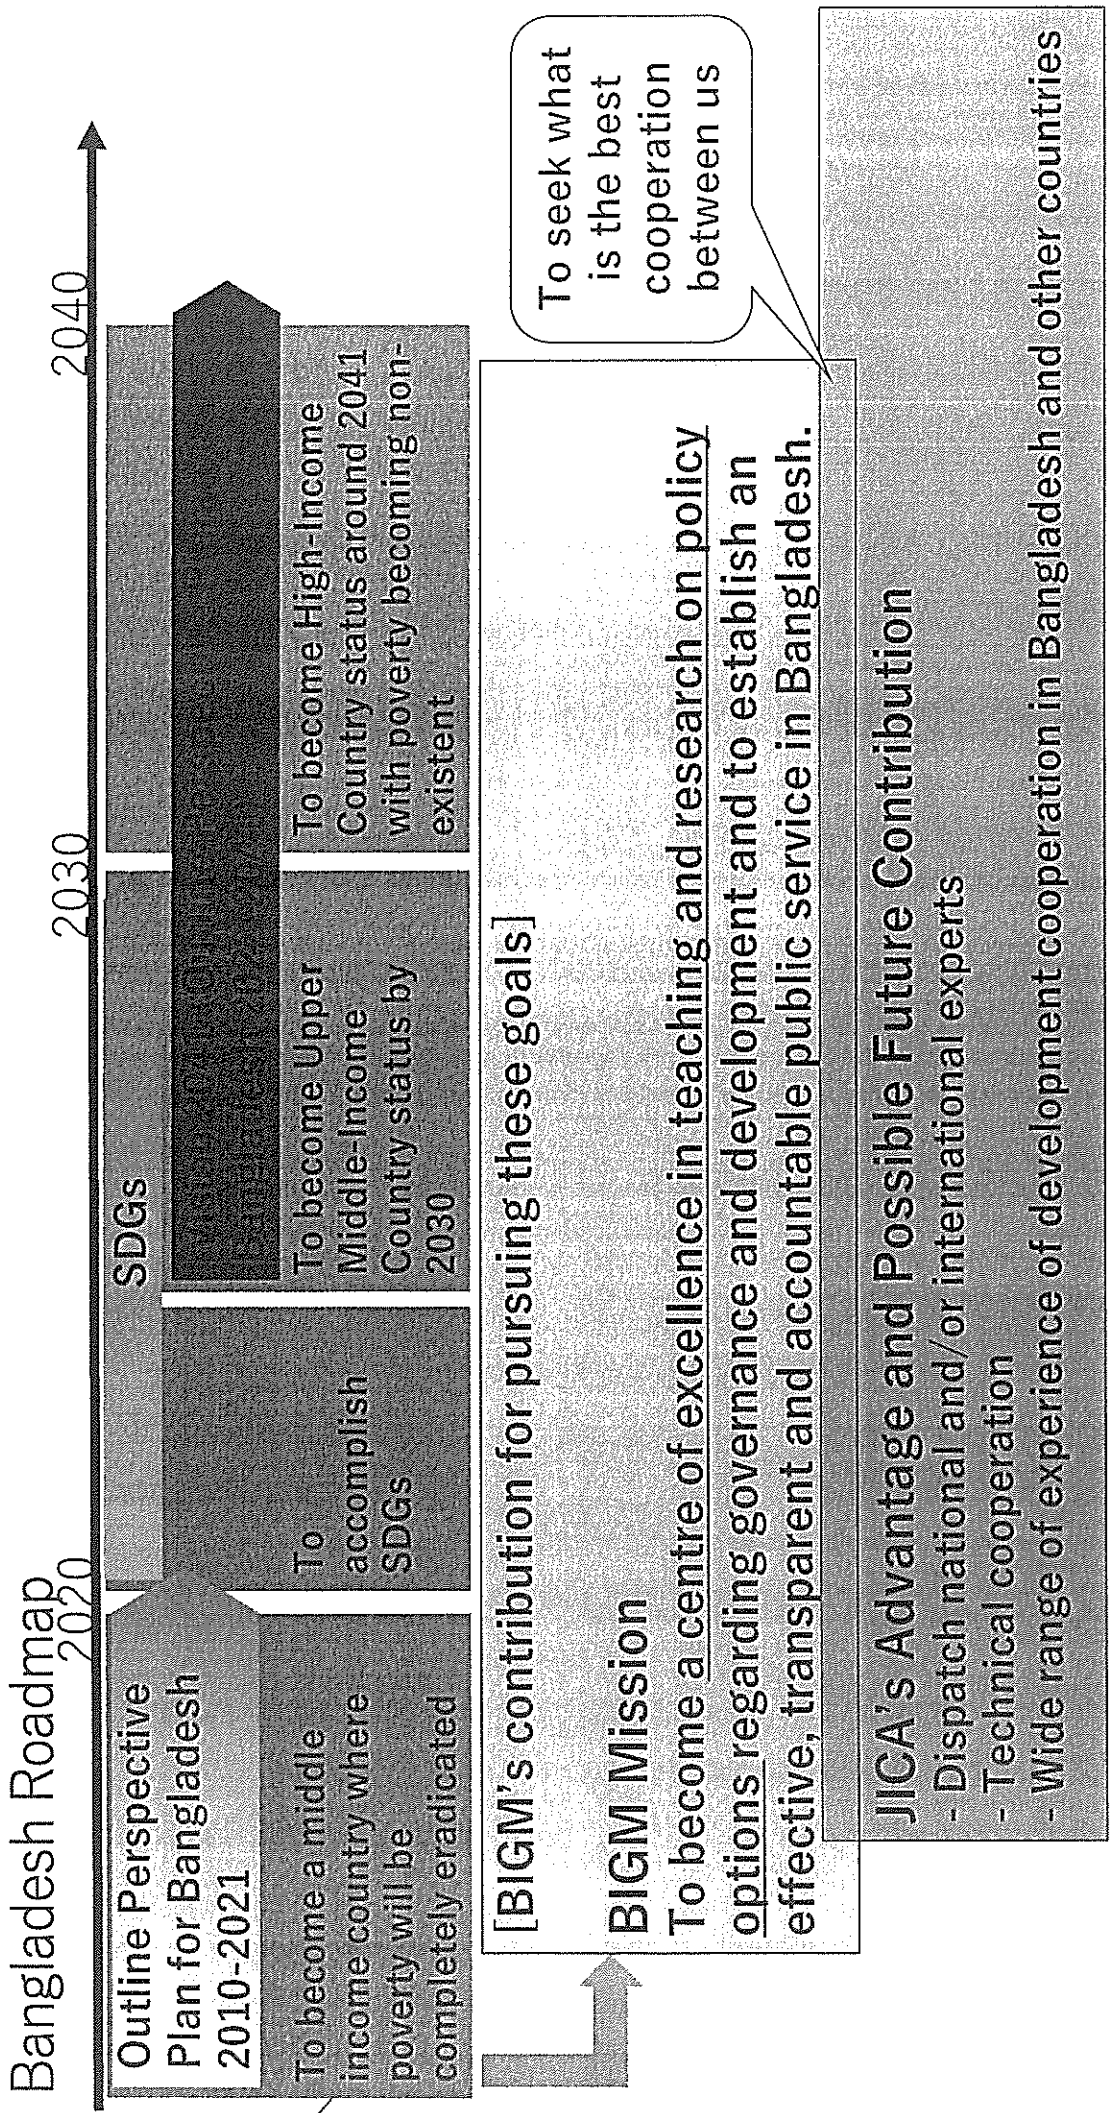 Bangladesh Roadmap
2020
2030
2040
Outline Perspective
Plan for Bangladesh
2010-2021
SDGs
To become a middle
income country where
poverty will be
completely eradicated
To
accomplish
SDGs
To become Upper
Middle-Income
Country status by
2030
To become High-Income
Country status around 2041
with poverty becoming non-
existent
[BIGM's contribution for pursuing these goals]
BIGM Mission
To become a centre of excellence in teaching and research on policy
options regarding governance and development and to establish an
effective, transparent and accountable public service in Bangladesh.
To seek what
is the best
cooperation
between us
JICA's Advantage and Possible Future Contribution
- Dispatch national and/or international experts
- Technical cooperation
- Wide range of experience of development cooperation in Bangladesh and other countries